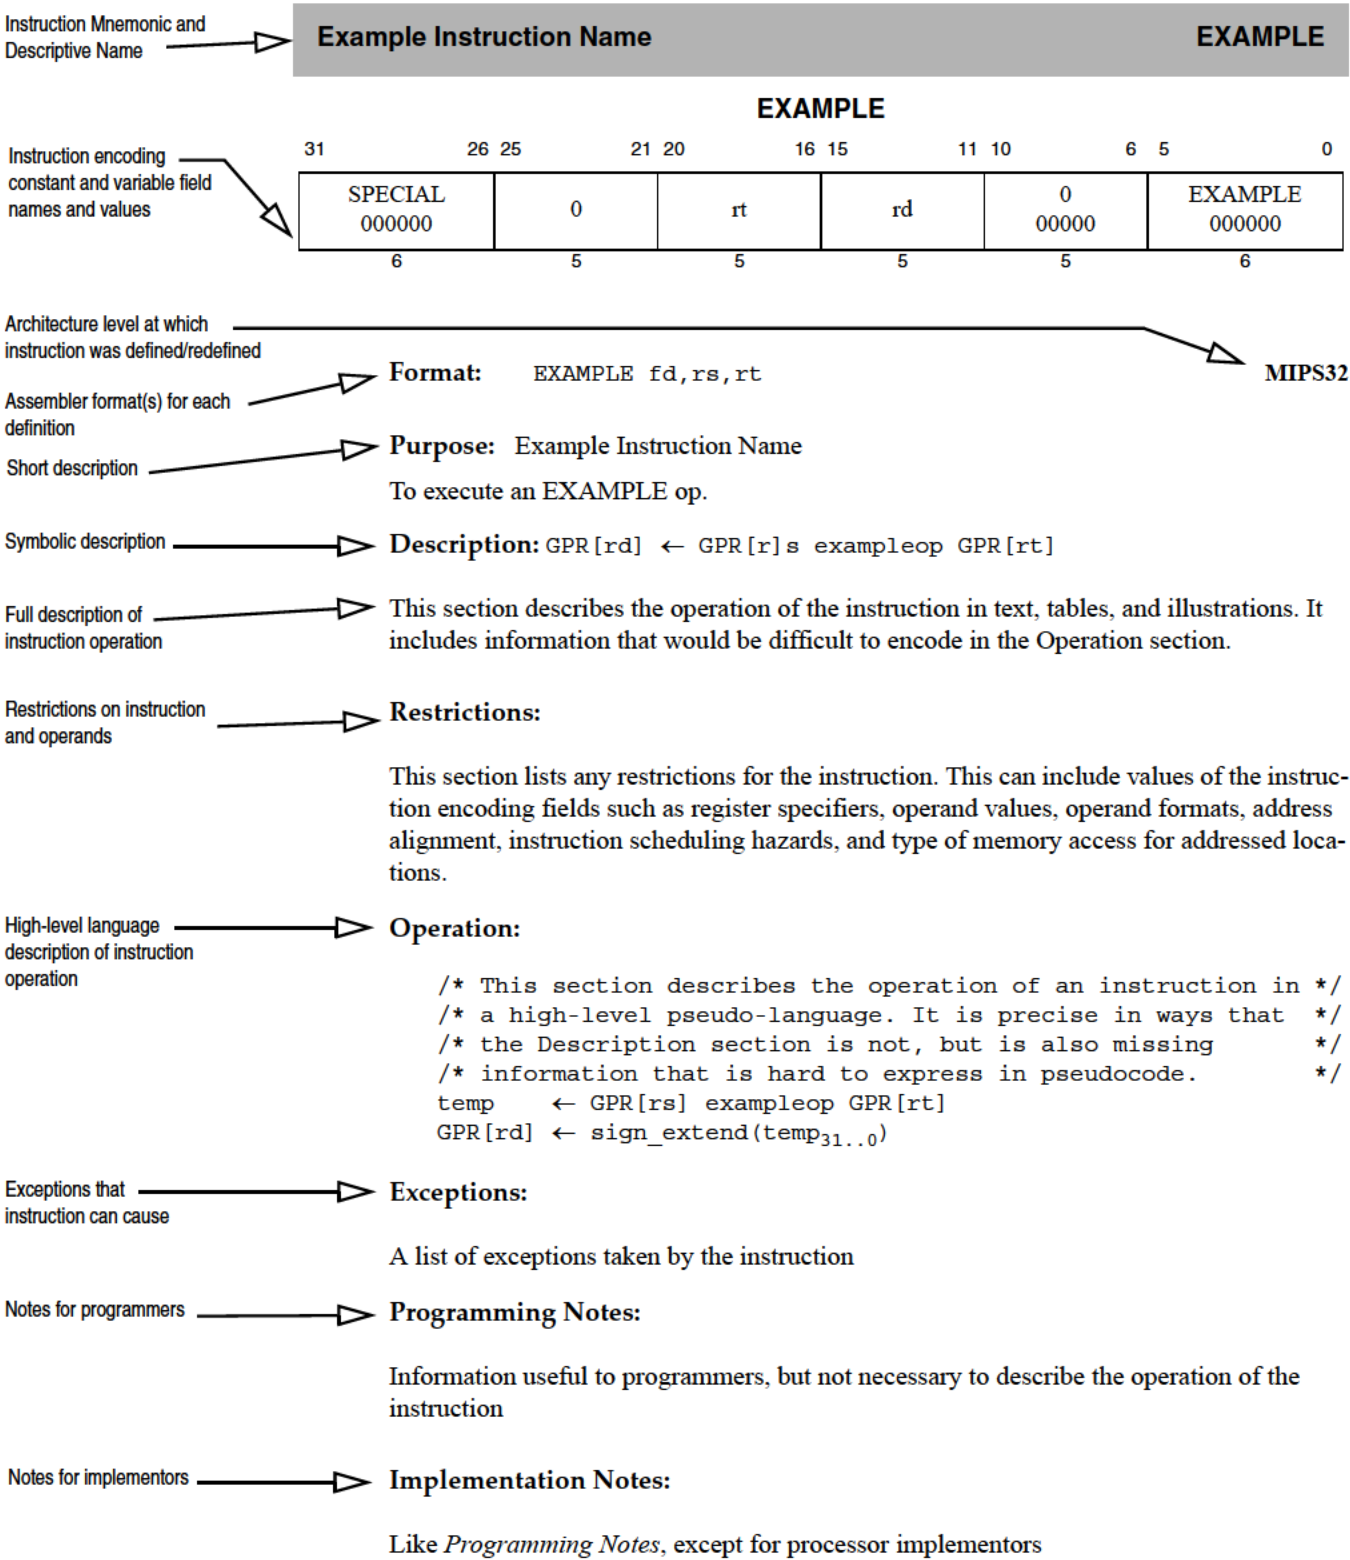 Instruction Mnemonic and
Descriptive Name
Example Instruction Name EXAMPLE
EXAMPLE
31 26 25 21 20 16 15 11 10 6 5 0
Instruction encoding
constant and variable field
names and values
SPECIAL
000000
0
rt
rd
0
00000
EXAMPLE
000000
6 5 5 5 5 6
Architecture level at which
instruction was defined/redefined
Format: EXAMPLE fd,rs,rt MIPS32
Assembler format(s) for each
definition
Purpose: Example Instruction Name
Short description
To execute an EXAMPLE op.
Symbolic description
Description: GPR[rd] ← GPR[r]s exampleop GPR[rt]
Full description of
instruction operation
This section describes the operation of the instruction in text, tables, and illustrations. It
includes information that would be difficult to encode in the Operation section.
Restrictions on instruction
and operands
Restrictions:
This section lists any restrictions for the instruction. This can include values of the instruc-
tion encoding fields such as register specifiers, operand values, operand formats, address
alignment, instruction scheduling hazards, and type of memory access for addressed loca-
tions.
High-level language
description of instruction
operation
Operation:
/* This section describes the operation of an instruction in */
/* a high-level pseudo-language. It is precise in ways that */
/* the Description section is not, but is also missing */
/* information that is hard to express in pseudocode. */
temp ← GPR[rs] exampleop GPR[rt]
GPR[rd] ← sign_extend(temp31..0)
Exceptions that
instruction can cause
Exceptions:
A list of exceptions taken by the instruction
Notes for programmers
Programming Notes:
Information useful to programmers, but not necessary to describe the operation of the
instruction
Notes for implementors
Implementation Notes:
Like Programming Notes, except for processor implementors